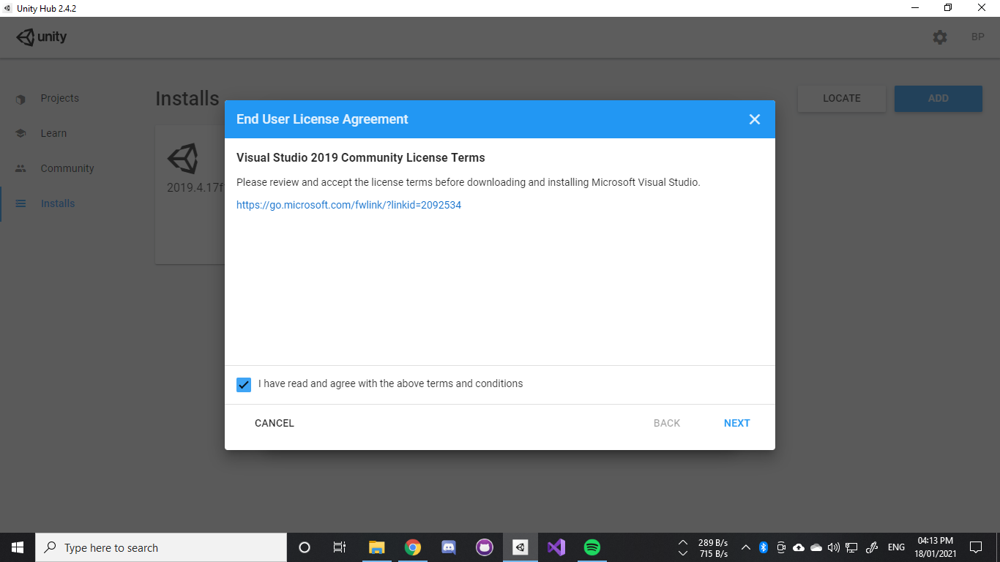 Unity Hub 2.4.2
unity
BP
Projects
Learn
Community
Installs
Installs
LOCATE
ADD
2019.4.17f
End User License Agreement
Visual Studio 2019 Community License Terms
Please review and accept the license terms before downloading and installing Microsoft Visual Studio.
https://go.microsoft.com/fwlink/?linkid=2092534
I have read and agree with the above terms and conditions
CANCEL
BACK
NEXT
Type here to search
289 B/s
715 B/s
ENG
04:13 PM
18/01/2021